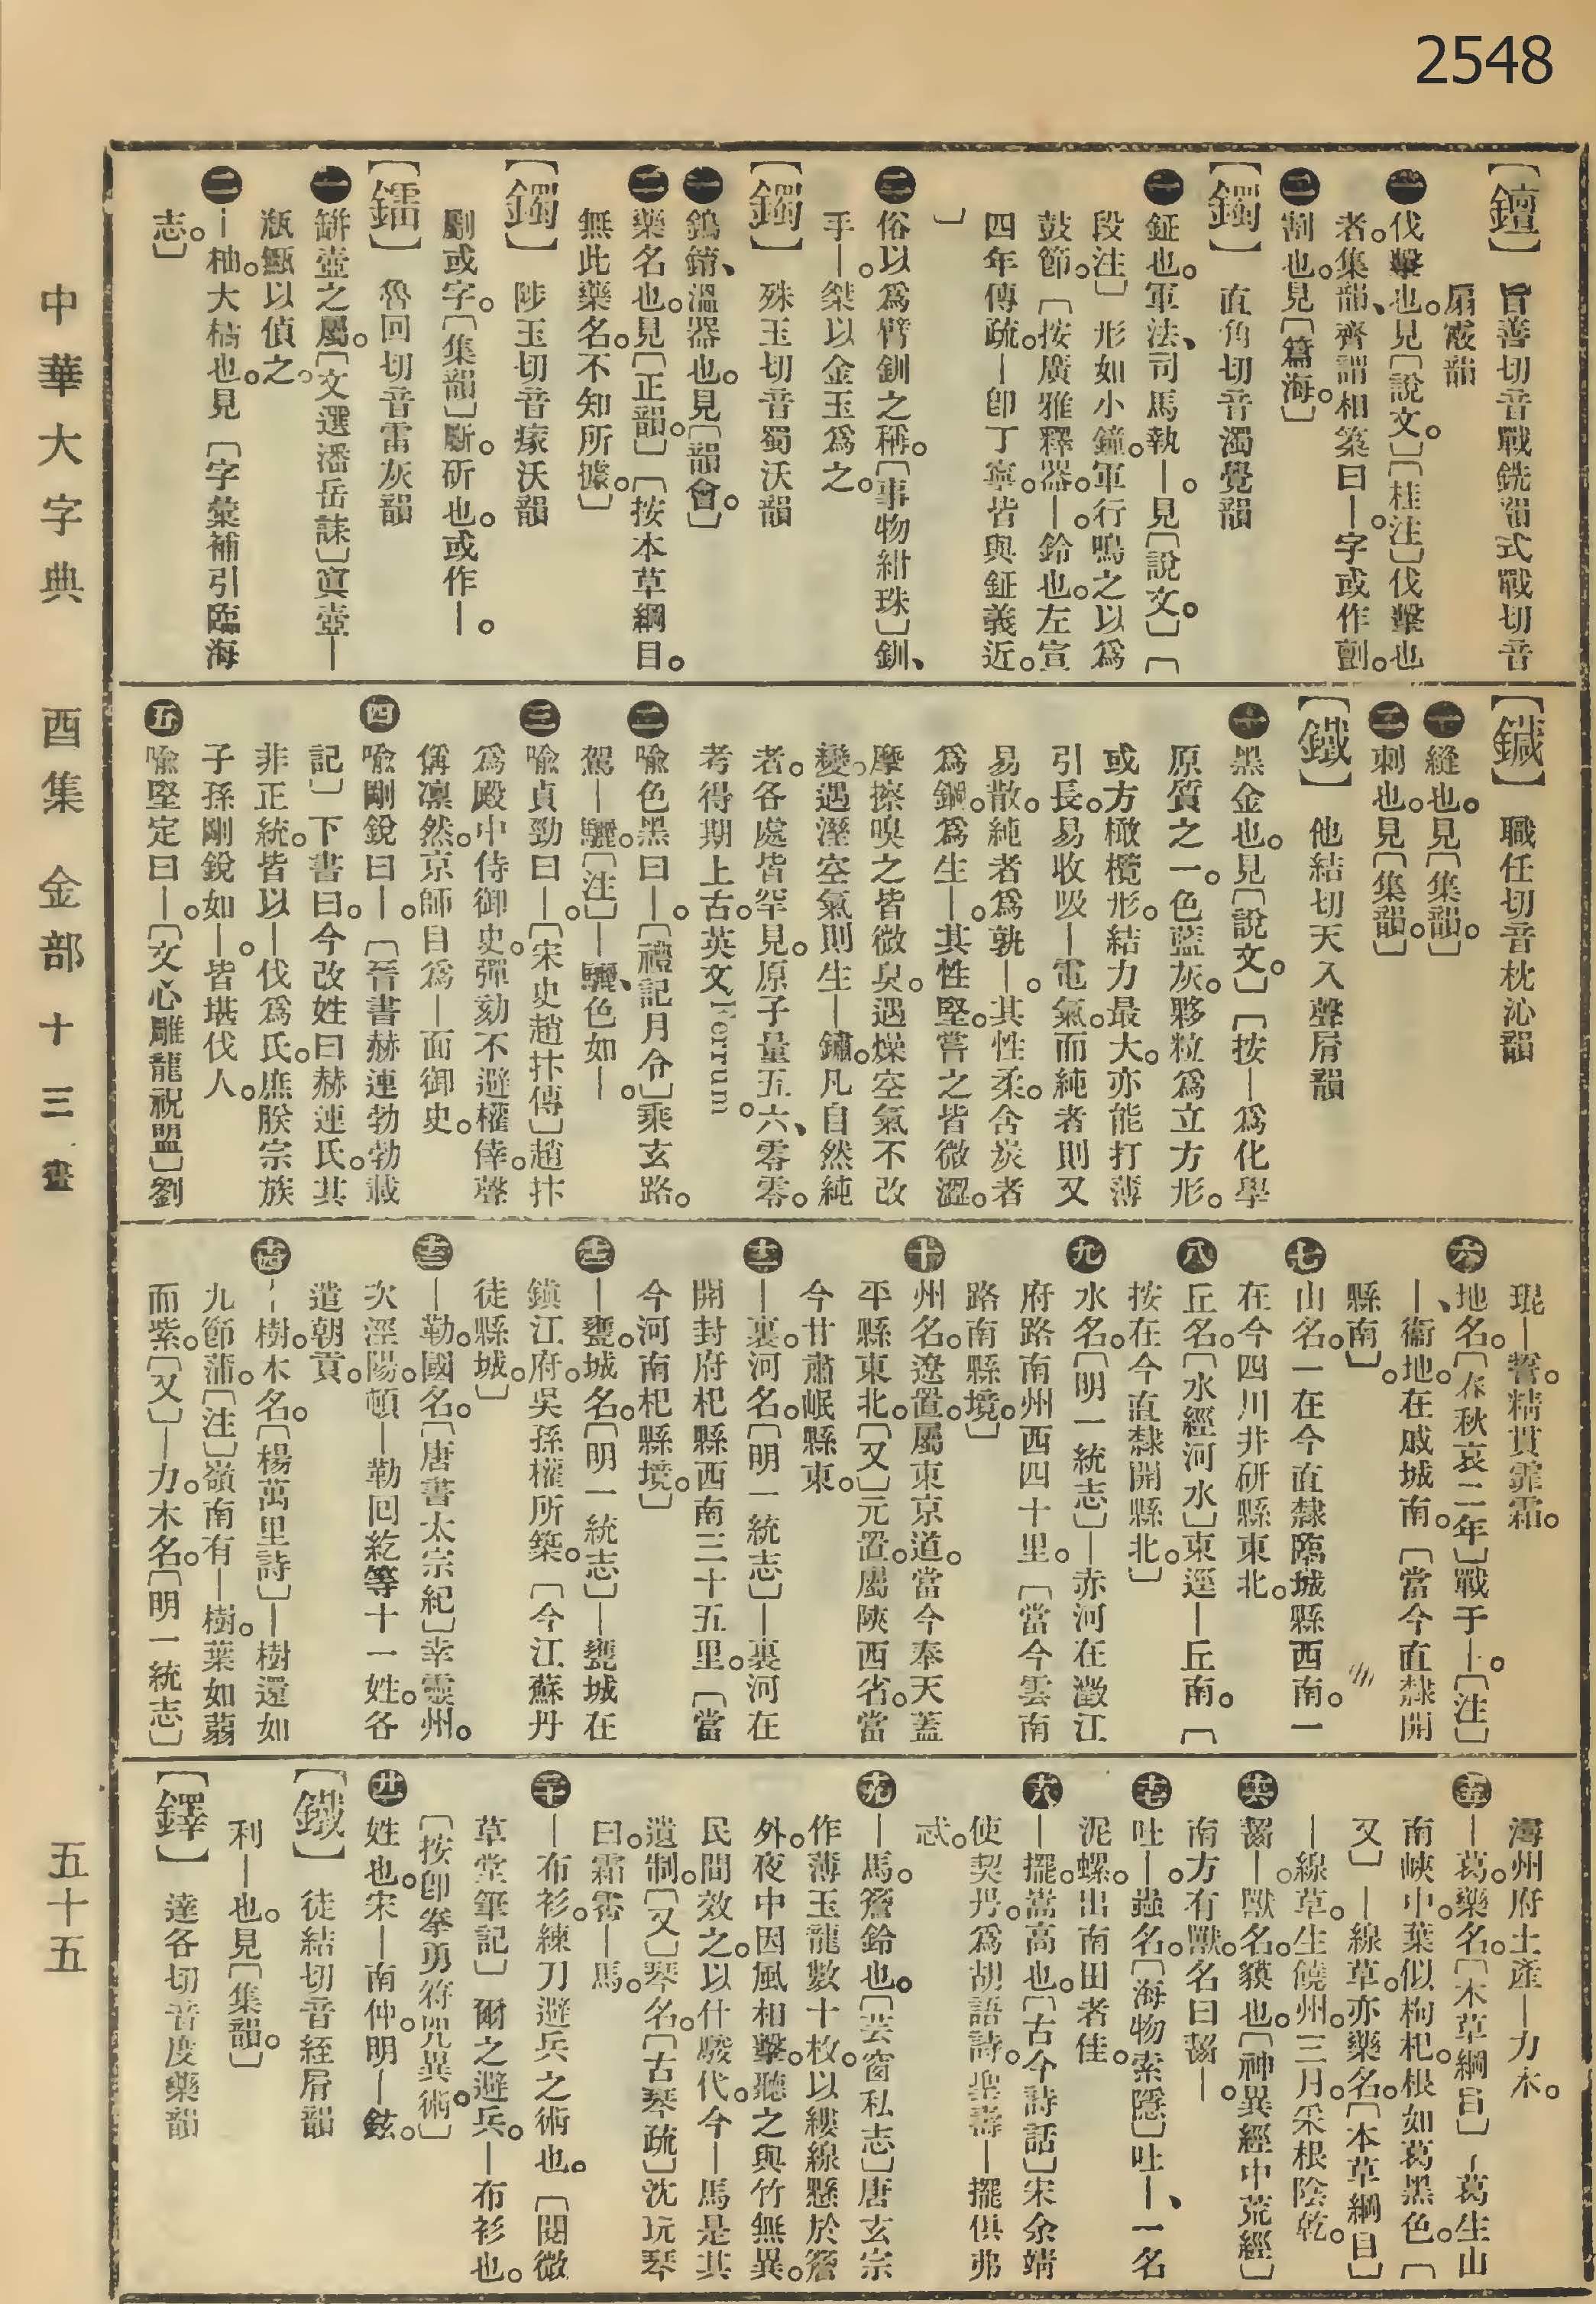 2548
【鐔】
旨善切音戰銑韻式戰切音
扇霰韻
㊀伐擊也見〔說文〕〔桂注〕伐擊也
者集韻齊謂相築曰—字或作劃
㊁割也見〔篇海〕
【鐲】
直角切音濁覺韻
㊀鉦也軍法司馬執—見〔說文〕〔
段注〕形如小鐘軍行鳴之以爲
鼓節〔按廣雅釋器—鈴也左宣
四年傳疏—卽丁寧皆與鉦義近
〕
㊁俗以爲臂釧之稱〔事物紺珠〕釧、
手—桀以金玉爲之
【鐲】
殊玉切音蜀沃韻
㊀鎢錥、溫器也見〔韻會〕
㊁藥名也見〔正韻〕〔按本草綱目
無此藥名不知所據〕
【鐲】
陟玉切音瘃沃韻
劚或字〔集韻〕斸斫也或作—
【鐳】
魯回切音雷灰韻
㊀缾壺之屬〔文選潘岳誄〕寘壺—
瓶甒以偵之
㊁—柚大橘也見〔字彙補引臨海
志〕
【鍼】
職任切音枕沁韻
㊀縫也見〔集韻〕
㊁刺也見〔集韻〕
【鐵】
他結切天入聲屑韻
㊀黑金也見〔說文〕〔按—爲化學
原質之一色藍灰夥粒爲立方形
或方橄欖形結力最大亦能打薄
引長易收吸—電氣而純者則又
易散純者爲孰—其性柔含炭者
爲鋼爲生—其性堅嘗之皆微澀
摩擦嗅之皆微臭遇燥空氣不改
變遇溼空氣則生—鏽凡自然純
者各處皆罕見原子量五六、零零
考得期上古英文Ferrum
㊁喩色黑曰—〔禮記月令〕乘玄路
駕—驪〔注〕—驪、色如—
㊂喩貞勁曰—〔宋史趙抃傳〕趙抃
爲殿中侍御史彈劾不避權倖聲
偁凛然京師目爲—面御史
㊃喩剛銳曰—〔晉書赫連勃勃載
記〕下書曰今改姓曰赫連氏其
非正統皆以—伐爲氏庶朕宗族
子孫剛銳如—皆堪伐人
㊄喩堅定曰—〔文心雕龍祝盟〕劉
琨—誓精貫霏霜
㊅地名〔春秋哀二年〕戰于—〔注〕
—、衞地在戚城南〔當今直隸開
縣南〕
㊆山名一在今直隸臨城縣西南一
在今四川井研縣東北
㊇丘名〔水經河水〕東逕—丘南〔
按在今直隸開縣北〕
㊈水名〔明一統志〕—赤河在澂江
府路南州西四十里〔當今雲南
路南縣境〕
㊉州名遼置屬東京道當今奉天蓋
平縣東北〔又〕元置屬陝西省當
今甘肅岷縣東
十一—裏河名〔明一統志〕—裏河在
開封府杞縣西南三十五里〔當
今河南杞縣境〕
十二—甕城名〔明一統志〕—甕城在
鎮江府吳孫權所築〔今江蘇丹
徒縣城〕
十三—勒國名〔唐書太宗紀〕幸靈州
次涇陽頓—勒回紇等十一姓各
遣朝貢
十四—樹木名〔楊萬里詩〕—樹還如
九節蒲〔注〕嶺南有—樹葉如蒻
而紫〔又〕—力木名〔明一統志〕
潯州府土產—力木
十五—葛藥名〔本草綱目〕—葛生山
南峽中葉似枸杞根如葛黑色〔
又〕—線草亦藥名〔本草綱目〕
—線草生饒州三月采根陰乾
十六齧—獸名貘也〔神異經中荒經〕
南方有獸名曰齧—
十七吐—蟲名〔海物索隱〕吐—、一名
泥螺出南田者佳
十八—擺嵩高也〔古今詩話〕宋余靖
使契丹爲胡語詩聖壽—擺俱弗
忒
十九—馬簷鈴也〔芸窗私志〕唐玄宗
作薄玉龍數十枚以縷線懸於簷
外夜中因風相擊聽之與竹無異
民間效之以什駿代今—馬是其
遺制〔又〕琴名〔古琴疏〕沈玩琴
曰霜霄—馬
二十—布衫練刀避兵之術也〔閱微
草堂筆記〕爾之避兵—布衫也
〔按卽拳勇符咒異術〕
廿一姓也宋—南仲明—鉉
【鐵】
徒結切音絰屑韻
利—也見〔集韻〕
【鐸】
達各切音度藥韻
中華大字典　酉集　金部　十三畫
五十五